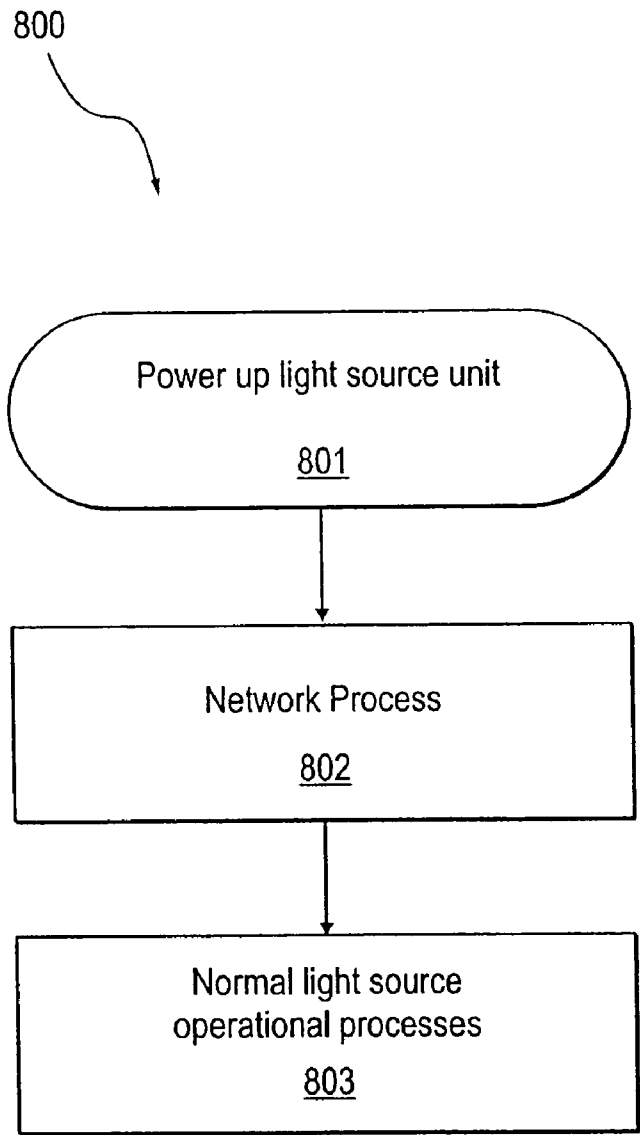 800
Power up light source unit
801
Network Process
802
Normal light source
operational processes
803